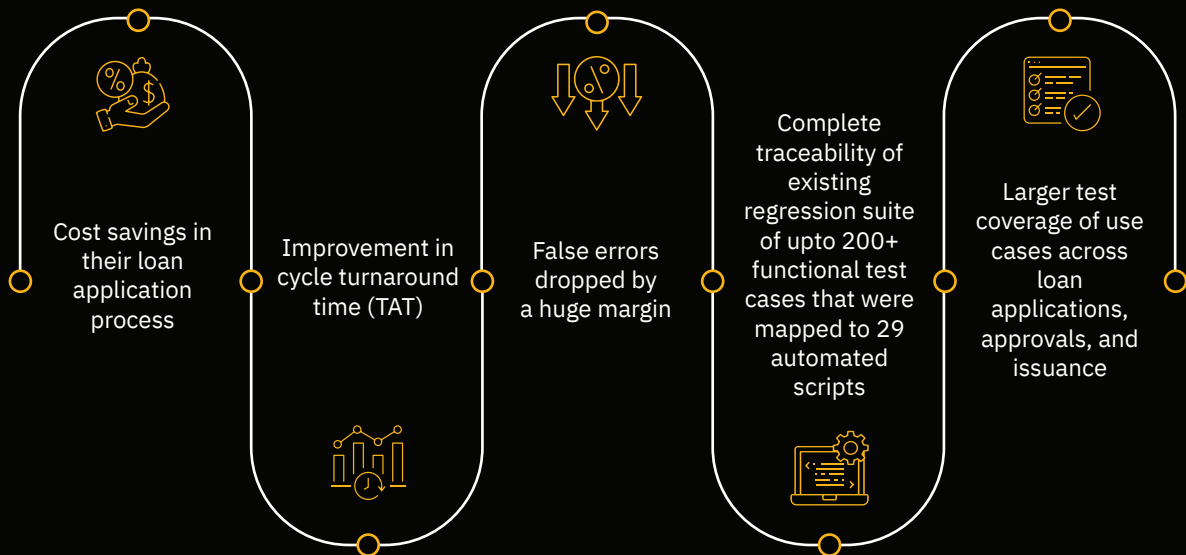 Cost savings in
their loan
application
process
Improvement in
cycle turnaround
time (TAT)
False errors
dropped by
a huge margin
Complete
traceability of
existing
regression suite
of upto 200+
functional test
cases that were
mapped to 29
automated
scripts
Larger test
coverage of use
cases across
loan
applications,
approvals, and
issuance